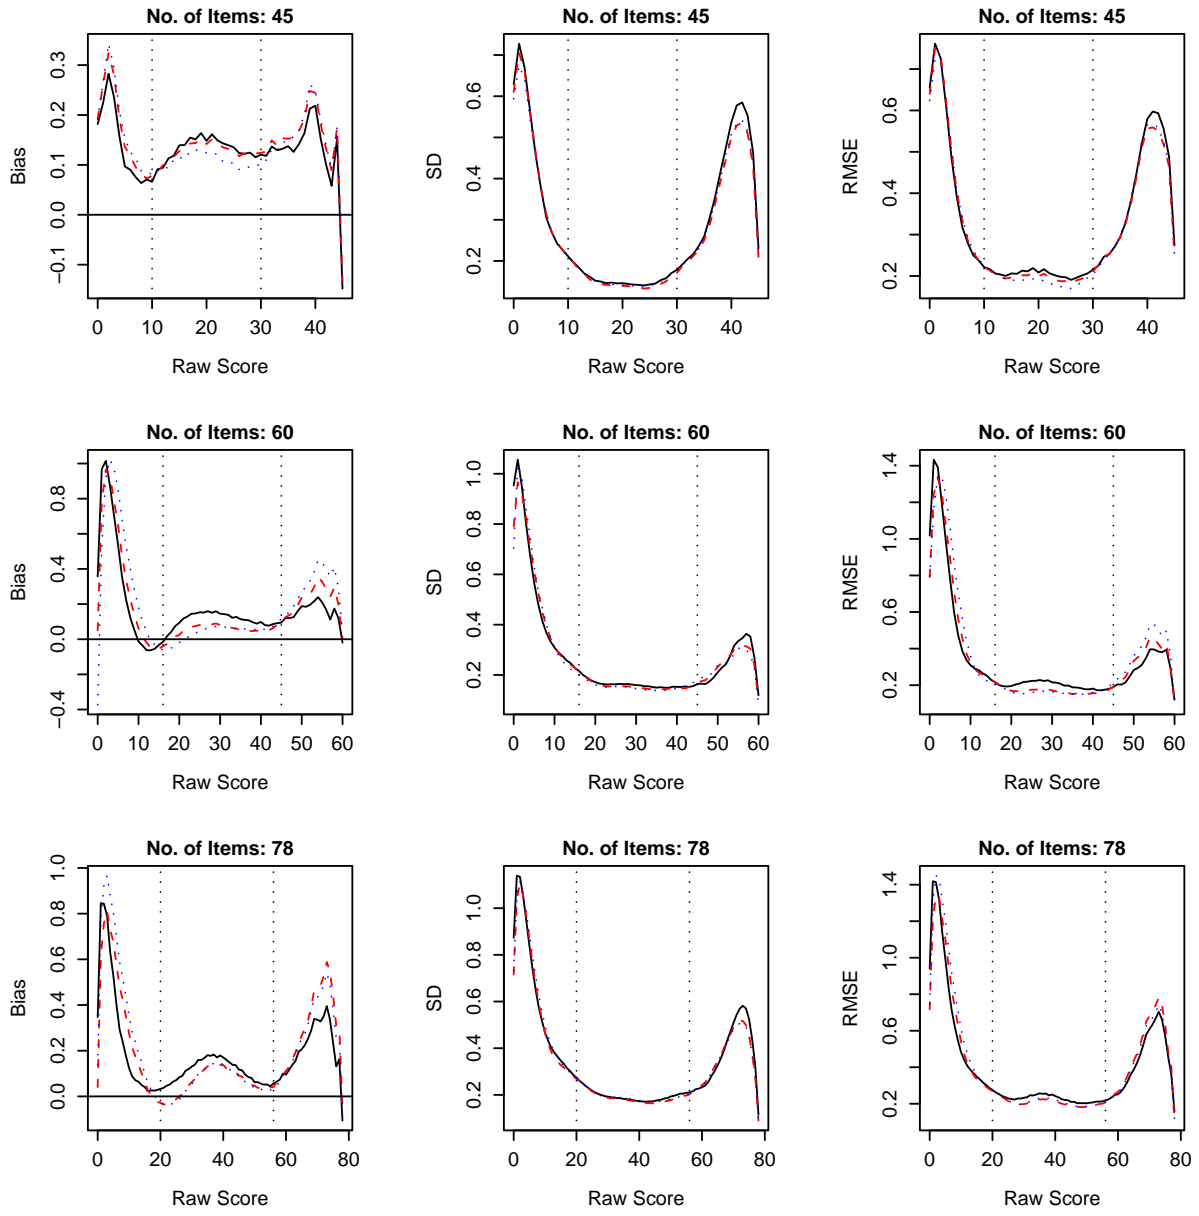 No. of Items: 45
Bias
0.3
0.2
0.1
0.0
−0.1
0 10 20 30 40
Raw Score
No. of Items: 45
SD
0.6
0.4
0.2
0 10 20 30 40
Raw Score
No. of Items: 45
RMSE
0.6
0.4
0.2
0 10 20 30 40
Raw Score
No. of Items: 60
Bias
0.8
0.4
0.0
−0.4
0 10 20 30 40 50 60
Raw Score
No. of Items: 60
SD
1.0
0.8
0.6
0.4
0.2
0 10 20 30 40 50 60
Raw Score
No. of Items: 60
RMSE
1.4
1.0
0.6
0.2
0 10 20 30 40 50 60
Raw Score
No. of Items: 78
Bias
1.0
0.8
0.6
0.4
0.2
0.0
0 20 40 60 80
Raw Score
No. of Items: 78
SD
1.0
0.8
0.6
0.4
0.2
0 20 40 60 80
Raw Score
No. of Items: 78
RMSE
1.4
1.0
0.6
0.2
0 20 40 60 80
Raw Score